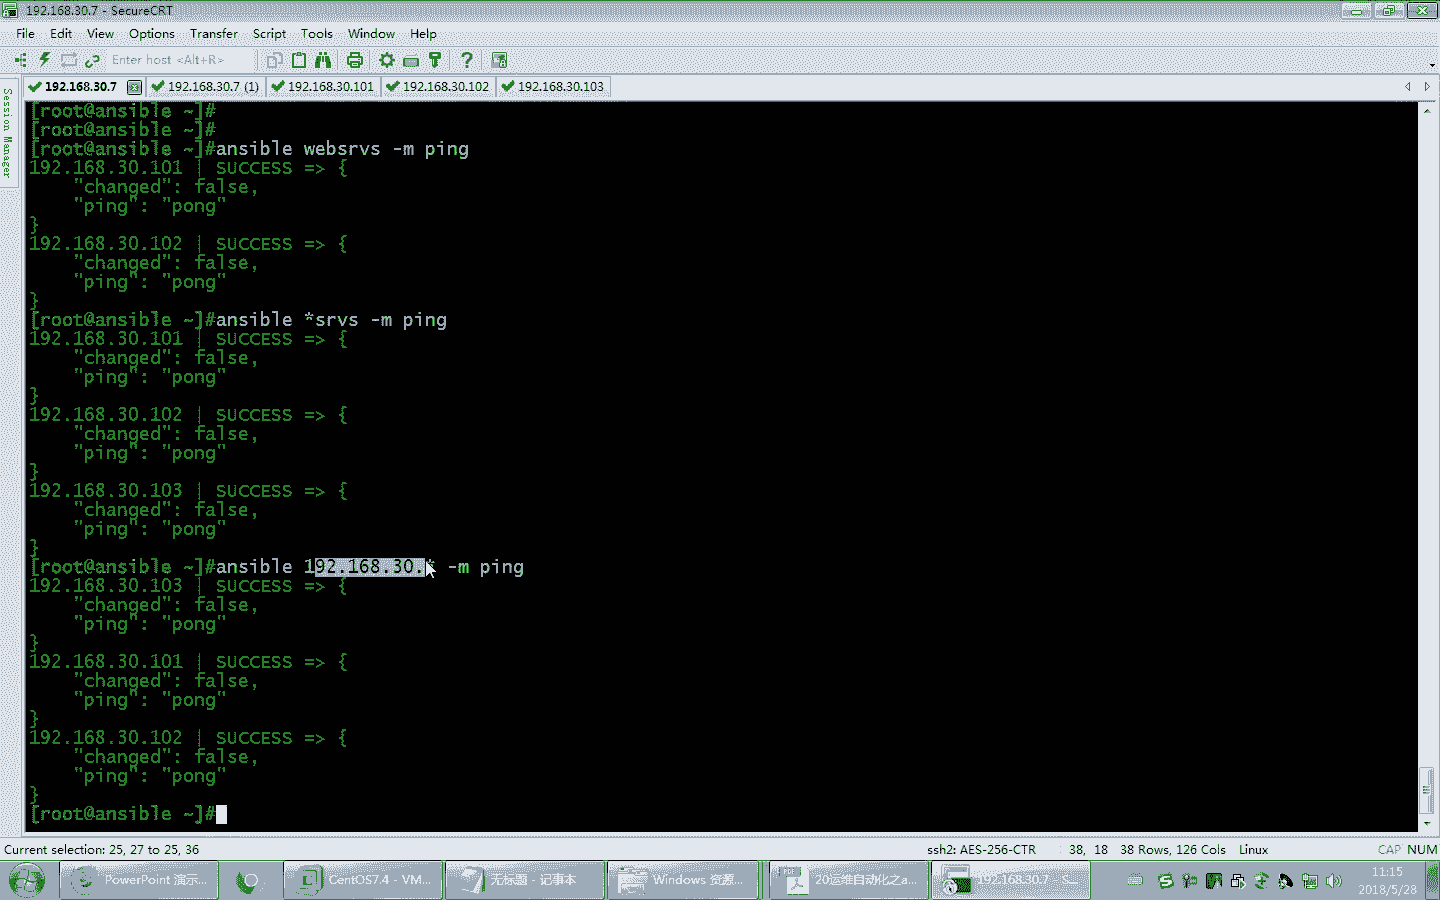 192.168.30.7 - SecureCRT
File Edit View Options Transfer Script Tools Window Help
Enter host <Alt+R>
192.168.30.7 192.168.30.7 (1) 192.168.30.101 192.168.30.102 192.168.30.103
Session Manager
[root@ansible ~]#
[root@ansible ~]#
[root@ansible ~]#ansible websrvs -m ping
192.168.30.101 | SUCCESS => {
"changed": false,
"ping": "pong"
}
192.168.30.102 | SUCCESS => {
"changed": false,
"ping": "pong"
}
[root@ansible ~]#ansible *srvs -m ping
192.168.30.101 | SUCCESS => {
"changed": false,
"ping": "pong"
}
192.168.30.102 | SUCCESS => {
"changed": false,
"ping": "pong"
}
192.168.30.103 | SUCCESS => {
"changed": false,
"ping": "pong"
}
[root@ansible ~]#ansible 192.168.30.* -m ping
192.168.30.103 | SUCCESS => {
"changed": false,
"ping": "pong"
}
192.168.30.101 | SUCCESS => {
"changed": false,
"ping": "pong"
}
192.168.30.102 | SUCCESS => {
"changed": false,
"ping": "pong"
}
[root@ansible ~]#
Current selection: 25, 27 to 25, 36 ssh2: AES-256-CTR 38, 18 38 Rows, 126 Cols Linux CAP NUM
PowerPoint 演示... CentOS7.4 - VM... 无标题 - 记事本 Windows 资源... 20运维自动化之a... 192.168.30.7 - S... 11:15
2018/5/28